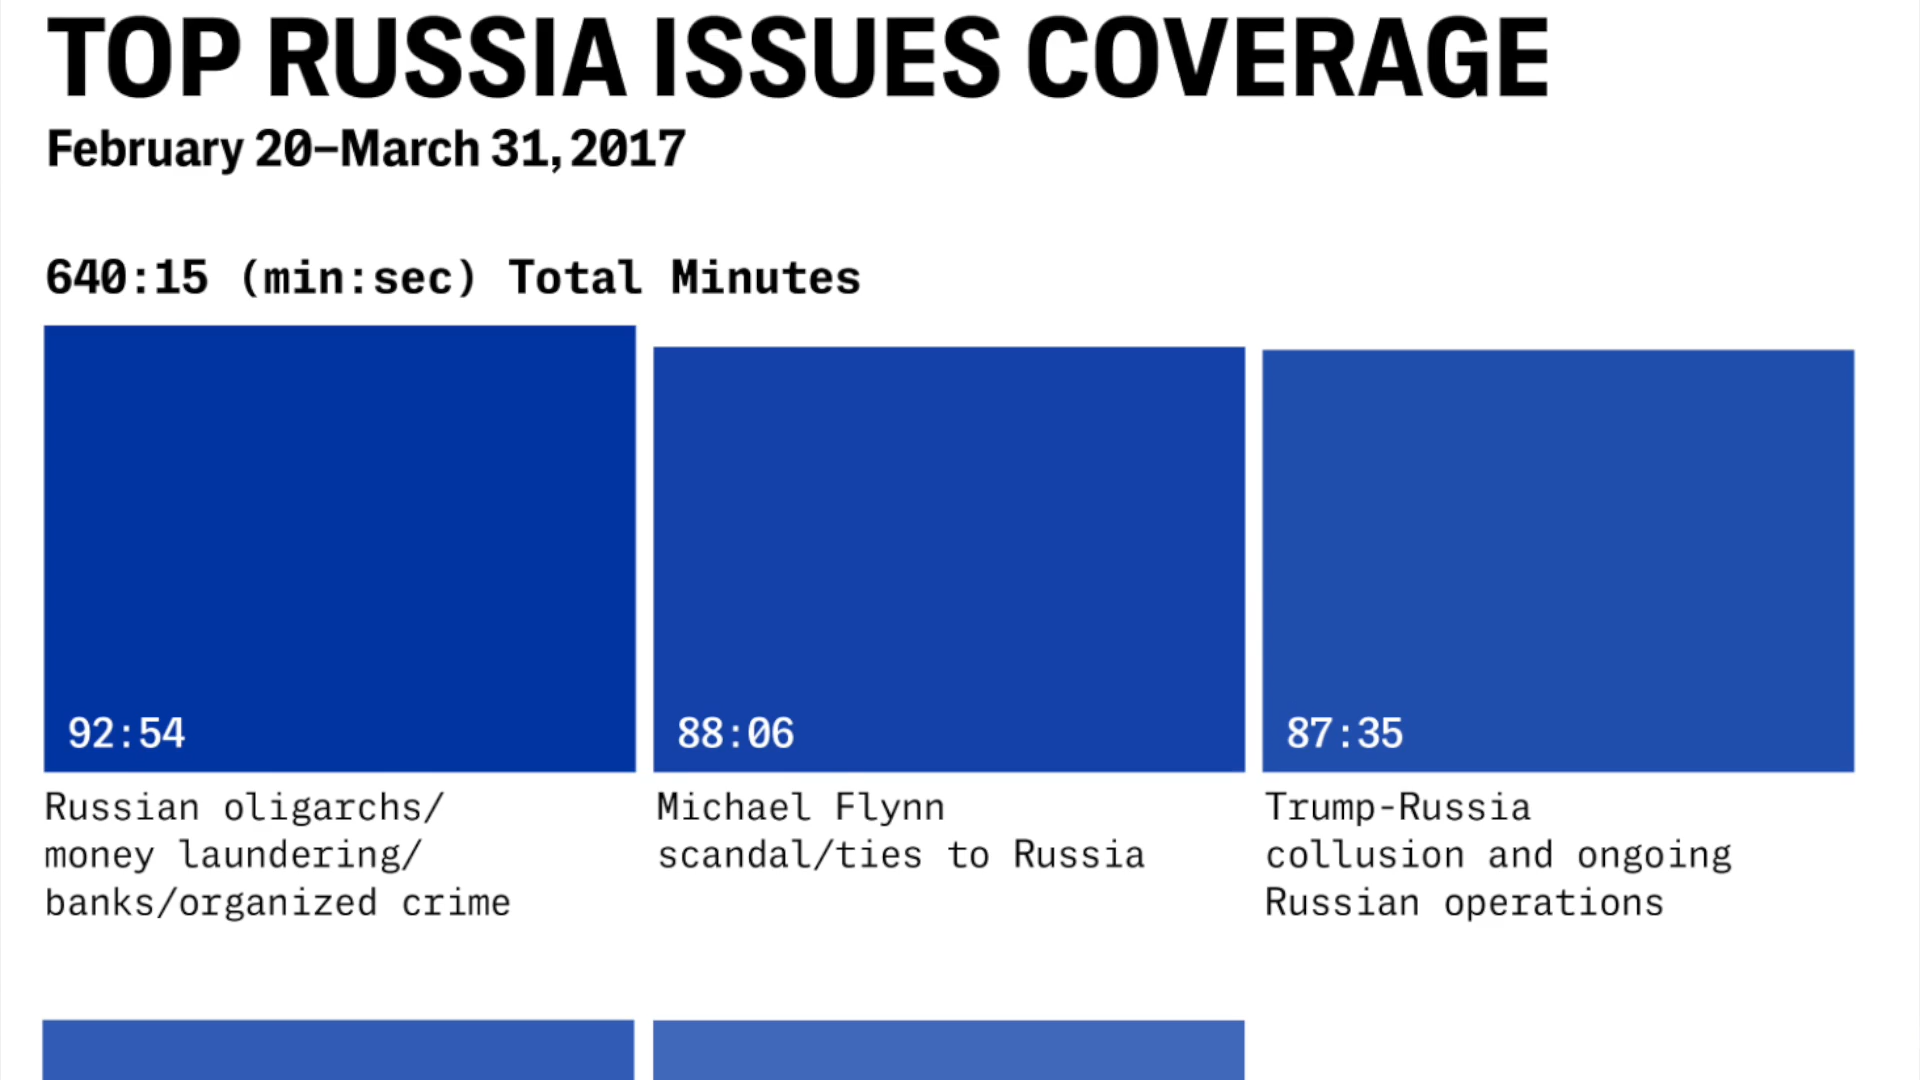 TOP RUSSIA ISSUES COVERAGE
February 20–March 31, 2017
640:15 (min:sec) Total Minutes
92:54
88:06
87:35
Russian oligarchs/
money laundering/
banks/organized crime
Michael Flynn
scandal/ties to Russia
Trump-Russia
collusion and ongoing
Russian operations